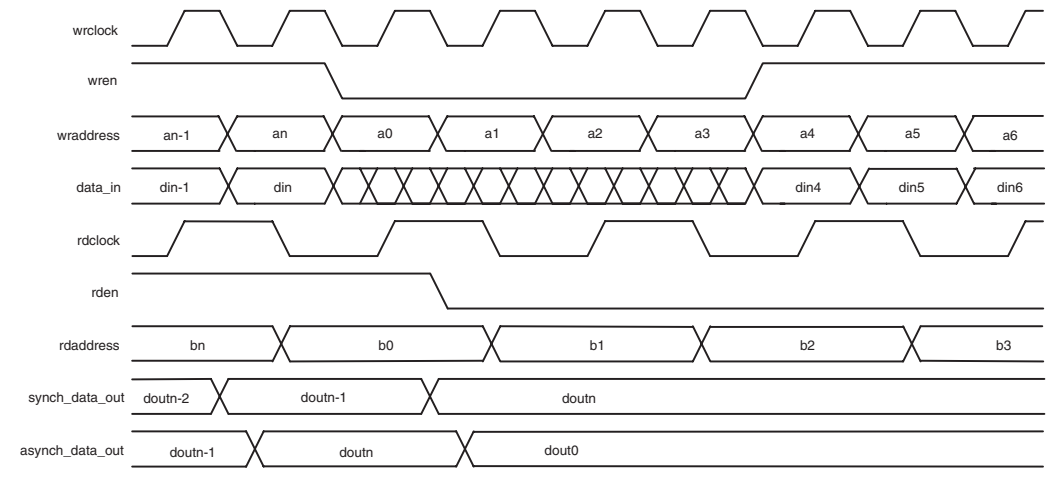 wrclock
wren
wraddress an-1 an a0 a1 a2 a3 a4 a5 a6
data_in din-1 din din4 din5 din6
rdclock
rden
rdaddress bn b0 b1 b2 b3
synch_data_out doutn-2 doutn-1 doutn
asynch_data_out doutn-1 doutn dout0